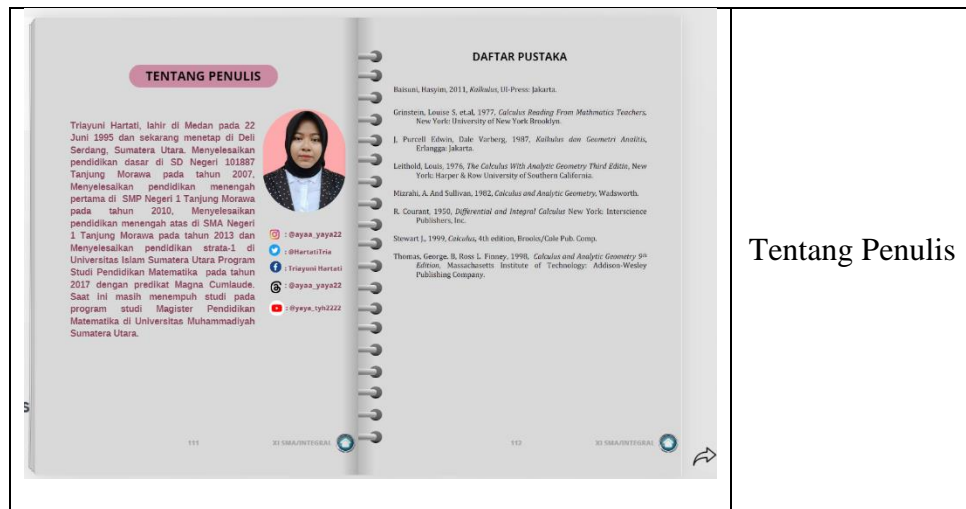 TENTANG PENULIS
Triayuni Hartati, lahir di Medan pada 22
Juni 1995 dan sekarang menetap di Deli
Serdang, Sumatera Utara. Menyelesaikan
pendidikan dasar di SD Negeri 101887
Tanjung Morawa pada tahun 2007,
Menyelesaikan pendidikan menengah
pertama di SMP Negeri 1 Tanjung Morawa
pada tahun 2010, Menyelesaikan
pendidikan menengah atas di SMA Negeri
1 Tanjung Morawa pada tahun 2013 dan
Menyelesaikan pendidikan strata-1 di
Universitas Islam Sumatera Utara Program
Studi Pendidikan Matematika pada tahun
2017 dengan predikat Magna Cumlaude.
Saat ini masih menempuh studi pada
program studi Magister Pendidikan
Matematika di Universitas Muhammadiyah
Sumatera Utara.
: @ayaa_yaya22
: @HartatiTria
: Triayuni Hartati
: @ayaa_yaya22
: @yaya_tyh2222
111
XI SMA/INTEGRAL
DAFTAR PUSTAKA
Baisuni, Hasyim, 2011, Kalkulus, UI-Press: Jakarta.
Grinstein, Louise S, et.al, 1977, Calculus Reading From Mathmatics Teachers,
New York: University of New York Brooklyn.
J, Purcell Edwin, Dale Varberg, 1987, Kalkulus dan Geometri Analitis,
Erlangga: Jakarta.
Leithold, Louis, 1976, The Calculus With Analytic Geometry Third Editio, New
York: Harper & Row University of Southern California.
Mizrahi, A. And Sullivan, 1982, Calculus and Analytic Geometry, Wadsworth.
R. Courant, 1950, Differential and Integral Calculus New York: Interscience
Publishers, Inc.
Stewart J., 1999, Calculus, 4th edition, Brooks/Cole Pub. Comp.
Thomas, George. B, Ross L Finney, 1998, Calculus and Analytic Geometry 9th
Edition, Massachasetts Institute of Technology: Addison-Wesley
Publishing Company.
112
XI SMA/INTEGRAL
S
Tentang Penulis